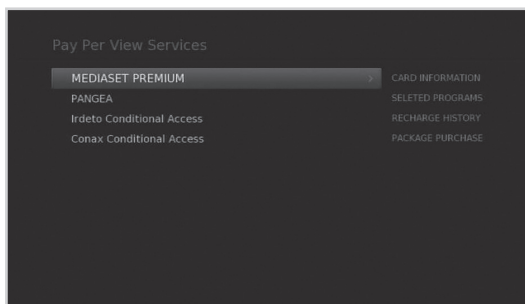 Pay Per View Services
MEDIASET PREMIUM
PANGEA
Irdeto Conditional Access
Conax Conditional Access
CARD INFORMATION
SELETED PROGRAMS
RECHARGE HISTORY
PACKAGE PURCHASE